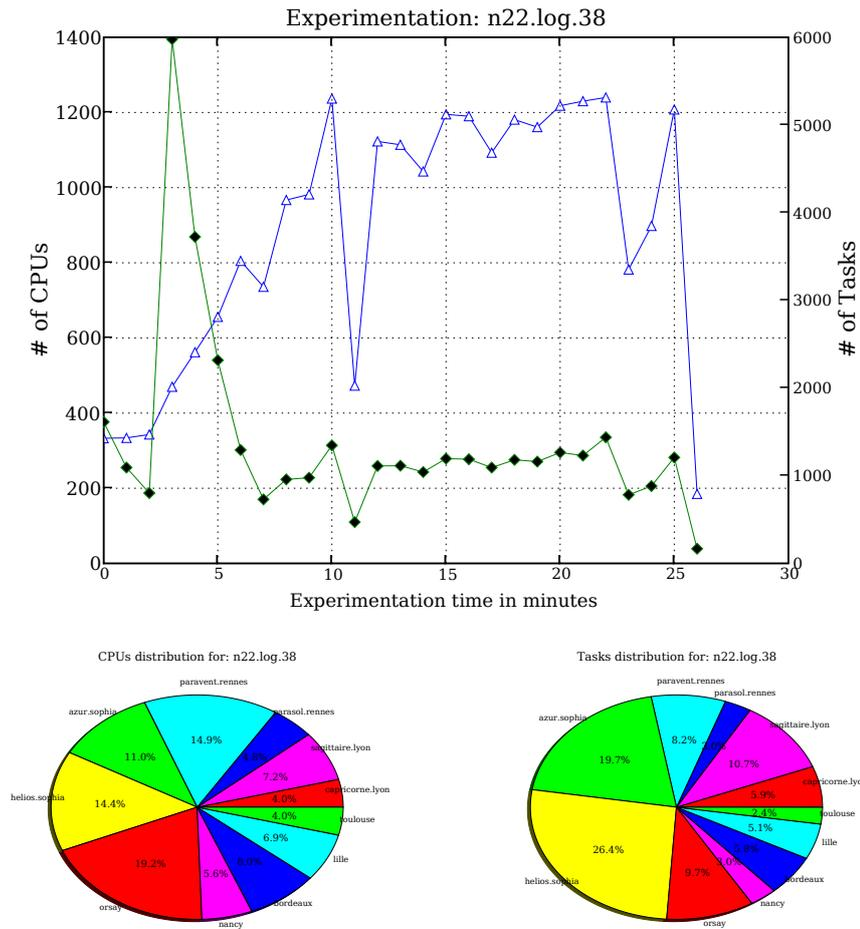 Experimentation: n22.log.38
1400
1200
1000
800
600
400
200
0
# of CPUs
6000
5000
4000
3000
2000
1000
0
# of Tasks
0 5 10 15 20 25 30
Experimentation time in minutes
CPUs distribution for: n22.log.38
paravent.rennes
azur.sophia
parasol.rennes
sagittaire.lyon
helios.sophia
capricorne.lyon
toulouse
lille
bordeaux
nancy
orsay
14.9%
11.0%
7.2%
14.4%
4.0%
4.0%
6.9%
19.2%
5.6%
Tasks distribution for: n22.log.38
paravent.rennes
parasol.rennes
azur.sophia
sagittaire.lyon
capricorne.lyo
toulouse
lille
bordeaux
nancy
orsay
helios.sophia
8.2%
19.7%
10.7%
5.9%
2.4%
5.1%
26.4%
3.0%
9.7%